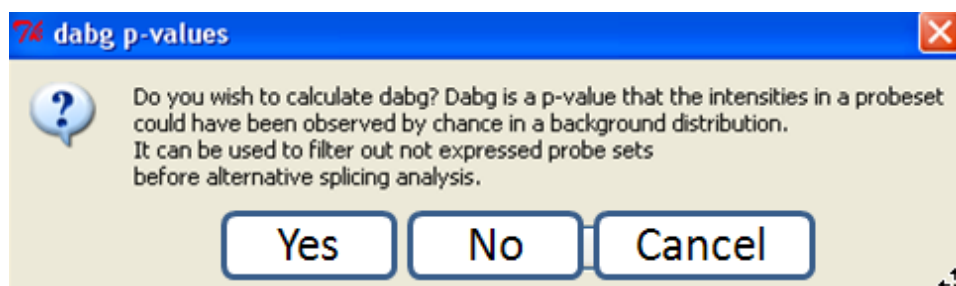 dabg p-values
Do you wish to calculate dabg? Dabg is a p-value that the intensities in a probeset
could have been observed by chance in a background distribution.
It can be used to filter out not expressed probe sets
before alternative splicing analysis.
Yes No Cancel